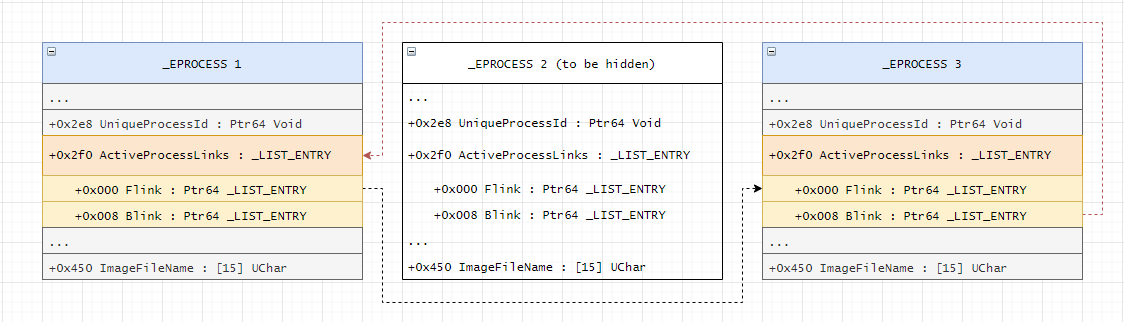 _EPROCESS 1
...
+0x2e8 UniqueProcessId : Ptr64 Void
+0x2f0 ActiveProcessLinks : _LIST_ENTRY
+0x000 Flink : Ptr64 _LIST_ENTRY
+0x008 Blink : Ptr64 _LIST_ENTRY
...
+0x450 ImageFileName : [15] UChar
_EPROCESS 2 (to be hidden)
...
+0x2e8 UniqueProcessId : Ptr64 Void
+0x2f0 ActiveProcessLinks : _LIST_ENTRY
+0x000 Flink : Ptr64 _LIST_ENTRY
+0x008 Blink : Ptr64 _LIST_ENTRY
...
+0x450 ImageFileName : [15] UChar
_EPROCESS 3
...
+0x2e8 UniqueProcessId : Ptr64 Void
+0x2f0 ActiveProcessLinks : _LIST_ENTRY
+0x000 Flink : Ptr64 _LIST_ENTRY
+0x008 Blink : Ptr64 _LIST_ENTRY
...
+0x450 ImageFileName : [15] UChar